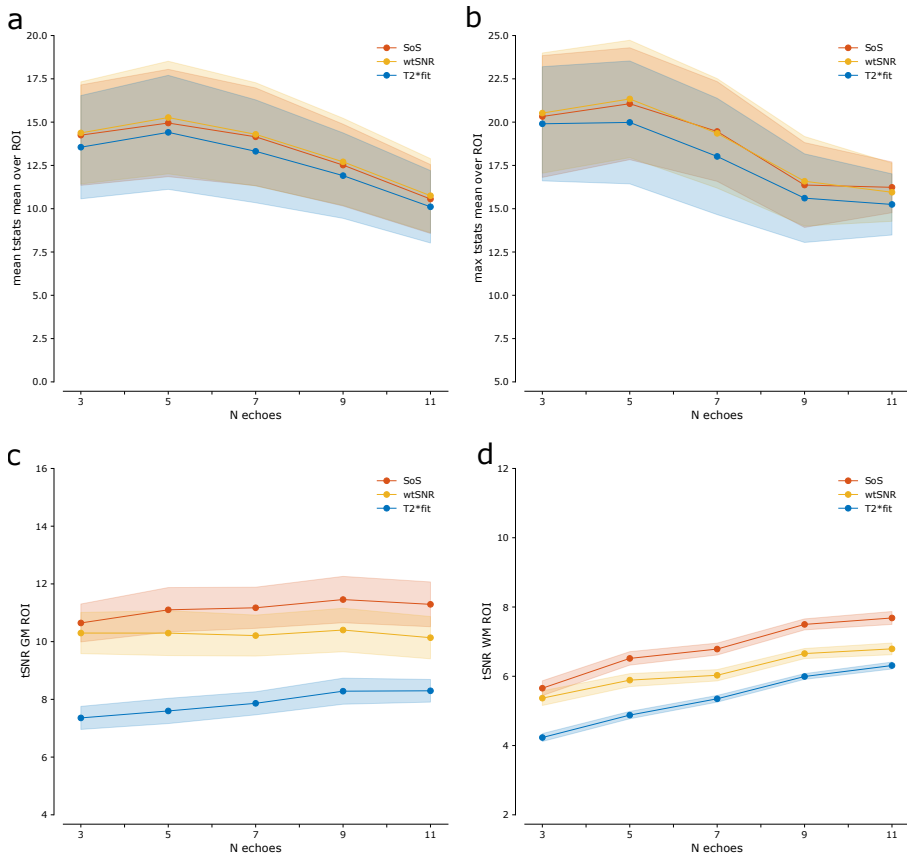 a
20.0
17.5
15.0
12.5
10.0
7.5
5.0
2.5
0.0
mean tstats mean over ROI
SoS
wtSNR
T2*fit
3 5 7 9 11
N echoes
b
25.0
22.5
20.0
17.5
15.0
12.5
10.0
7.5
5.0
max tstats mean over ROI
SoS
wtSNR
T2*fit
3 5 7 9 11
N echoes
c
16
14
12
10
8
6
4
tSNR GM ROI
SoS
wtSNR
T2*fit
3 5 7 9 11
N echoes
d
12
10
8
6
4
2
tSNR WM ROI
SoS
wtSNR
T2*fit
3 5 7 9 11
N echoes